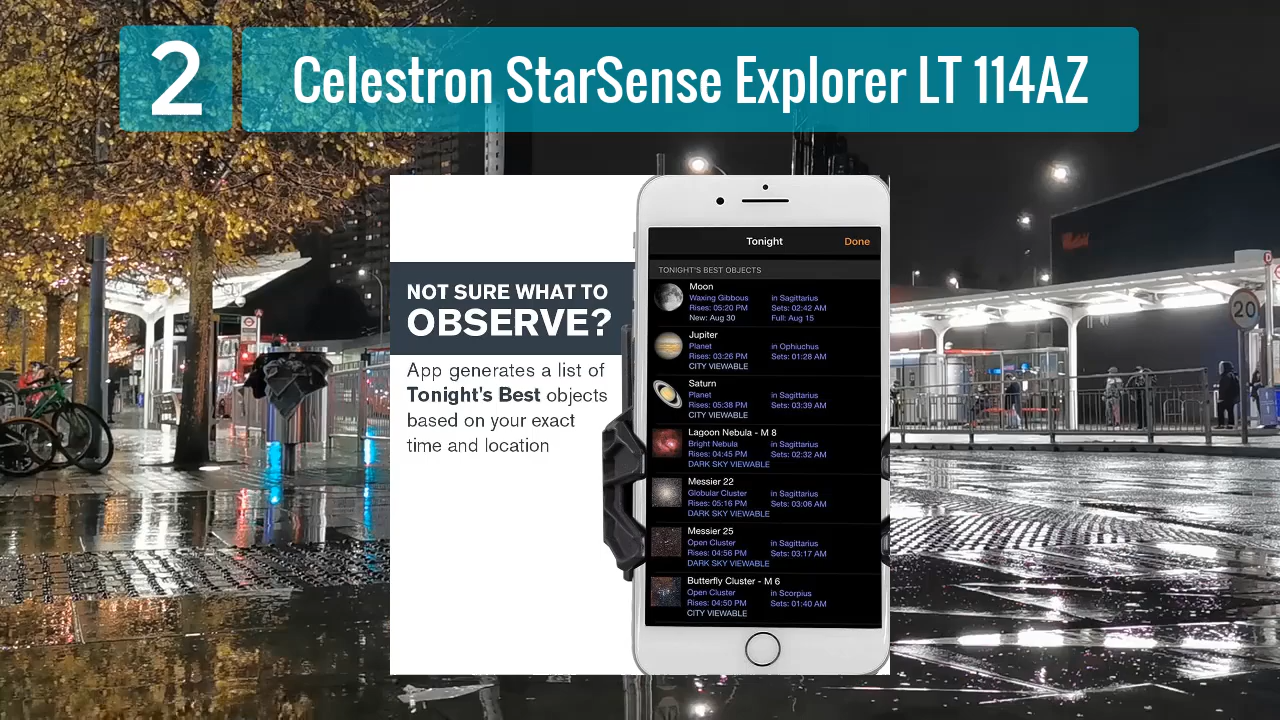 2
Celestron StarSense Explorer LT 114AZ
NOT SURE WHAT TO
OBSERVE?
App generates a list of
Tonight's Best objects
based on your exact
time and location
Tonight Done
TONIGHT'S BEST OBJECTS
Moon
Waxing Gibbous in Sagittarius
Rises: 05:20 PM Sets: 02:42 AM
New: Aug 30 Full: Aug 15
Jupiter
Planet in Ophiuchus
Rises: 03:26 PM Sets: 01:28 AM
CITY VIEWABLE
Saturn
Planet in Sagittarius
Rises: 05:38 PM Sets: 03:39 AM
CITY VIEWABLE
Lagoon Nebula - M 8
Bright Nebula in Sagittarius
Rises: 04:45 PM Sets: 02:32 AM
DARK SKY VIEWABLE
Messier 22
Globular Cluster in Sagittarius
Rises: 05:16 PM Sets: 03:06 AM
DARK SKY VIEWABLE
Messier 25
Open Cluster in Sagittarius
Rises: 04:56 PM Sets: 03:17 AM
DARK SKY VIEWABLE
Butterfly Cluster - M 6
Open Cluster in Scorpius
Rises: 04:50 PM Sets: 01:40 AM
CITY VIEWABLE
20